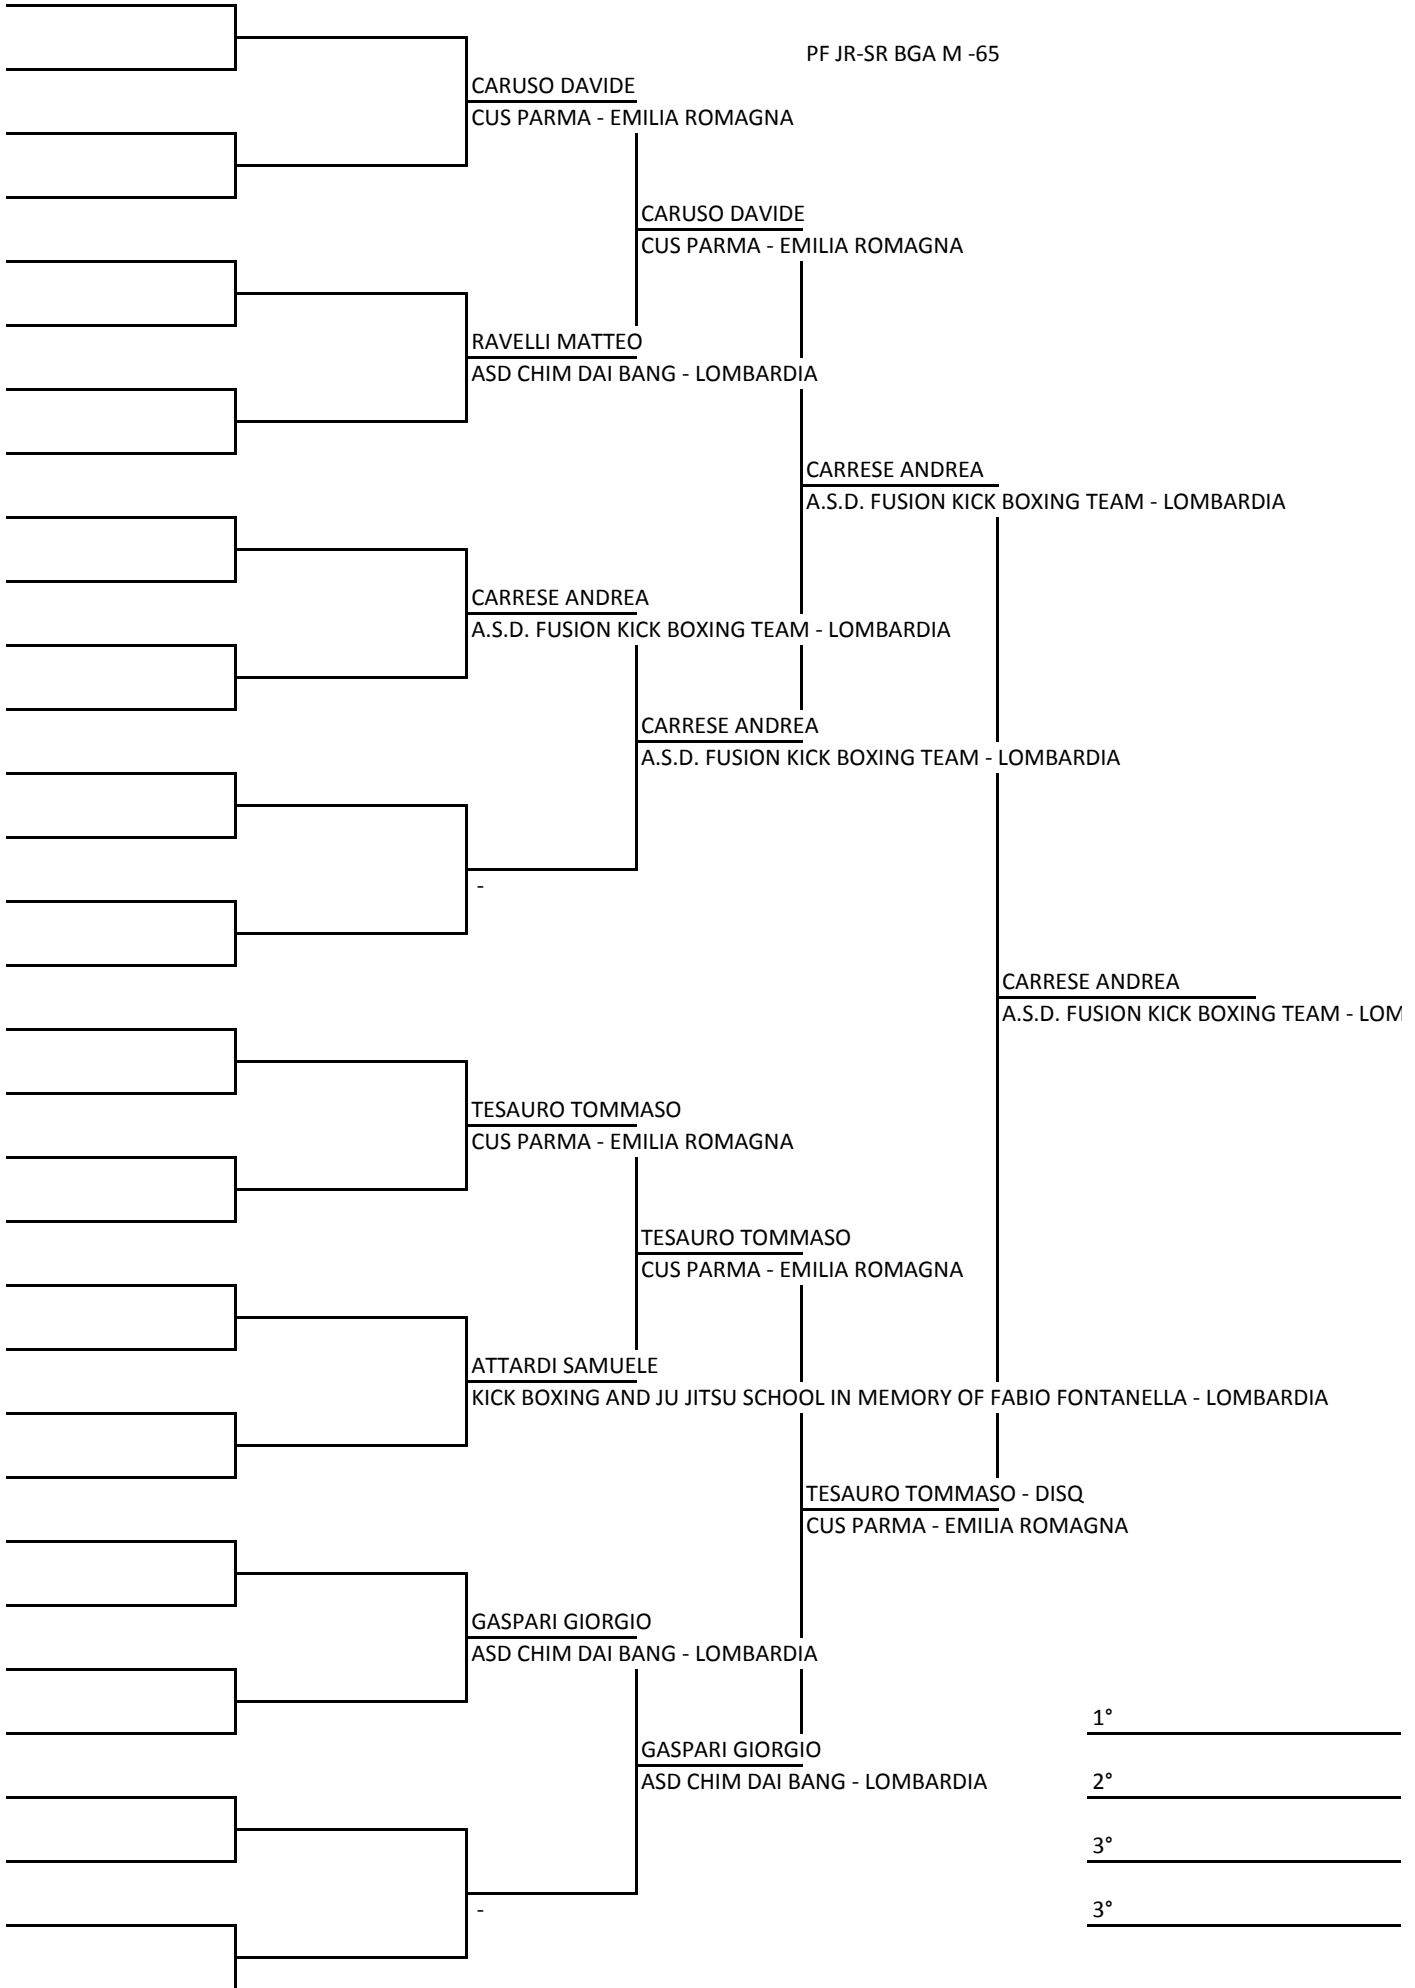 PF JR-SR BGA M -65
CARUSO DAVIDE
CUS PARMA - EMILIA ROMAGNA
CARUSO DAVIDE
CUS PARMA - EMILIA ROMAGNA
RAVELLI MATTEO
ASD CHIM DAI BANG - LOMBARDIA
CARRESE ANDREA
A.S.D. FUSION KICK BOXING TEAM - LOMBARDIA
CARRESE ANDREA
A.S.D. FUSION KICK BOXING TEAM - LOMBARDIA
CARRESE ANDREA
A.S.D. FUSION KICK BOXING TEAM - LOMBARDIA
-
CARRESE ANDREA
A.S.D. FUSION KICK BOXING TEAM - LOM
TESAURO TOMMASO
CUS PARMA - EMILIA ROMAGNA
TESAURO TOMMASO
CUS PARMA - EMILIA ROMAGNA
ATTARDI SAMUELE
KICK BOXING AND JU JITSU SCHOOL IN MEMORY OF FABIO FONTANELLA - LOMBARDIA
TESAURO TOMMASO - DISQ
CUS PARMA - EMILIA ROMAGNA
GASPARI GIORGIO
ASD CHIM DAI BANG - LOMBARDIA
1°
GASPARI GIORGIO
ASD CHIM DAI BANG - LOMBARDIA
2°
3°
-
3°